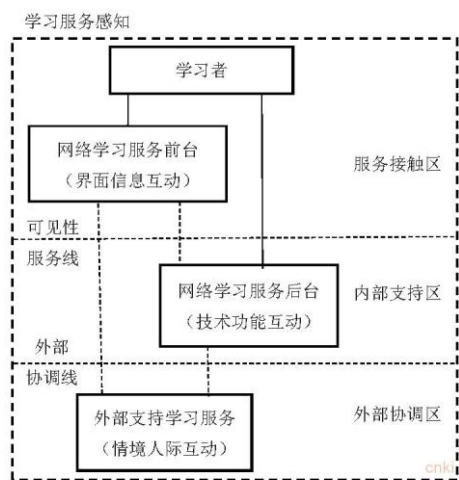 学习服务感知
学习者
网络学习服务前台
（界面信息互动）
服务接触区
可见性
服务线
网络学习服务后台
（技术功能互动）
内部支持区
外部
协调线
外部支持学习服务
（情境人际互动）
外部协调区
cnki